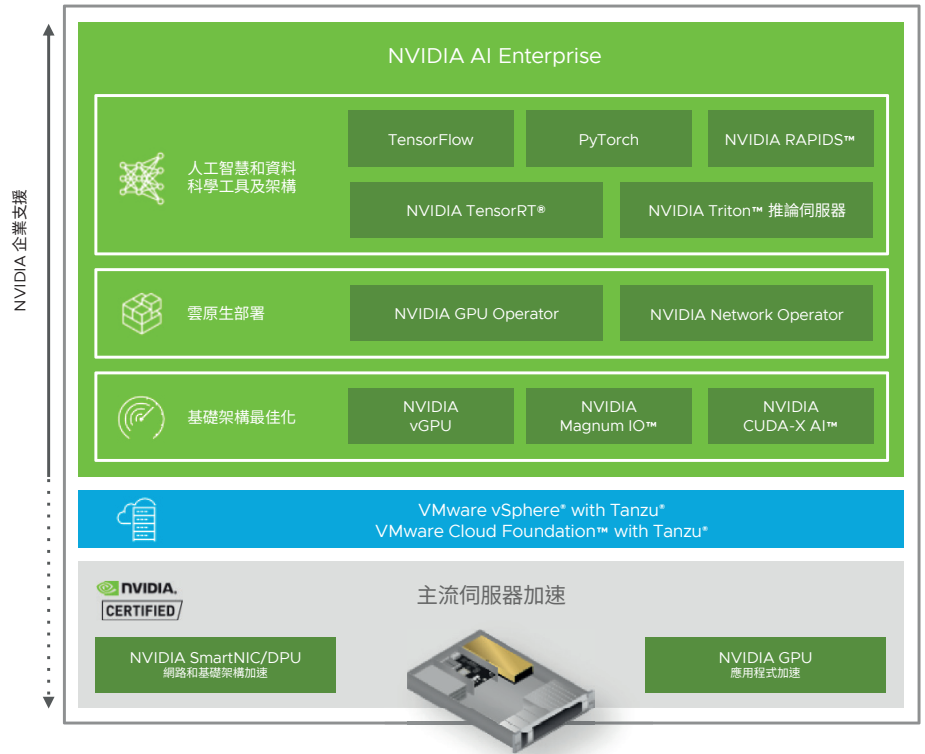 NVIDIA 企業支援
NVIDIA AI Enterprise
人工智慧和資料
科學工具及架構
TensorFlow
PyTorch
NVIDIA RAPIDS™
NVIDIA TensorRT®
NVIDIA Triton™ 推論伺服器
雲原生部署
NVIDIA GPU Operator
NVIDIA Network Operator
基礎架構最佳化
NVIDIA
vGPU
NVIDIA
Magnum IO™
NVIDIA
CUDA-X AI™
VMware vSphere® with Tanzu®
VMware Cloud Foundation™ with Tanzu®
NVIDIA.
CERTIFIED
主流伺服器加速
NVIDIA SmartNIC/DPU
網路和基礎架構加速
NVIDIA GPU
應用程式加速